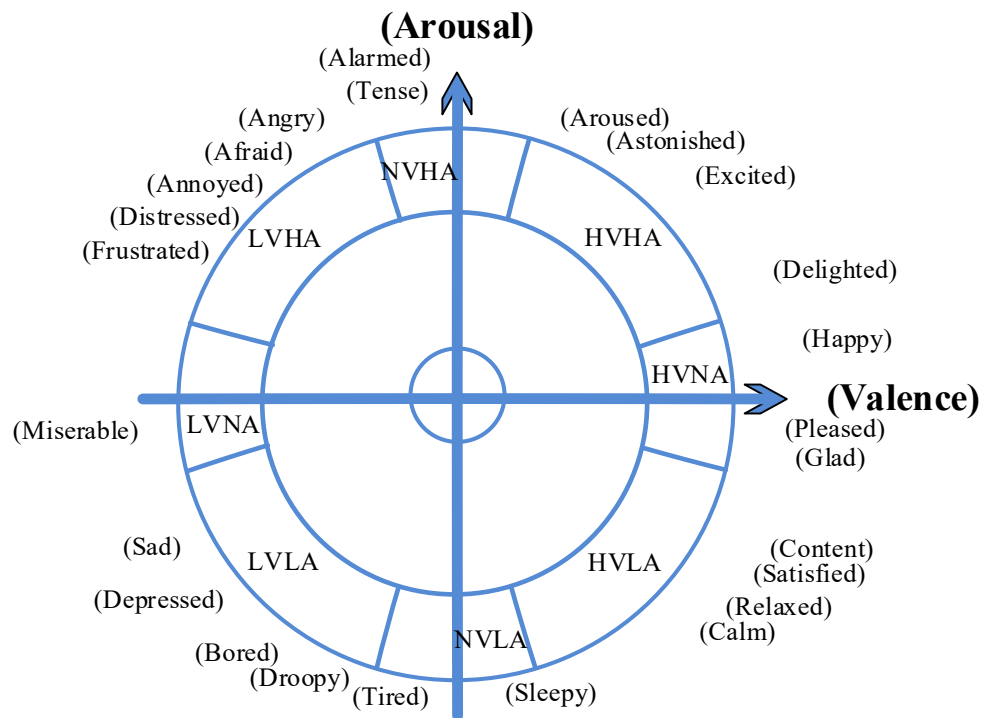 (Arousal)
(Alarmed)
(Tense)
(Angry)
(Aroused)
(Astonished)
(Afraid)
NVHA
(Excited)
(Annoyed)
(Distressed)
LVHA
HVHA
(Frustrated)
(Delighted)
(Happy)
HVNA
(Valence)
(Miserable)
LVNA
(Pleased)
(Glad)
(Sad)
LVLA
HVLA
(Content)
(Satisfied)
(Depressed)
(Relaxed)
(Calm)
NVLA
(Bored)
(Droopy)
(Tired)
(Sleepy)